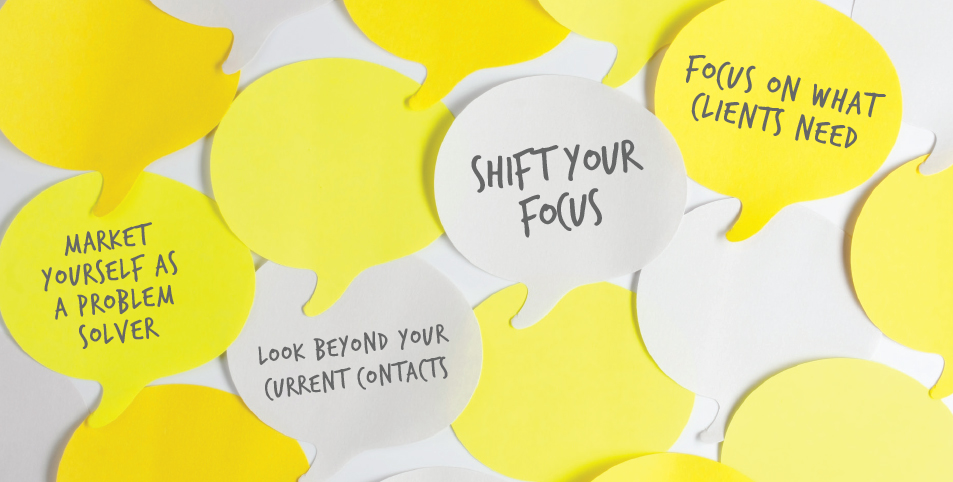 FOCUS ON WHAT
CLIENTS NEED
SHIFT YOUR
FOCUS
MARKET
YOURSELF AS
A PROBLEM
SOLVER
LOOK BEYOND YOUR
CURRENT CONTACTS